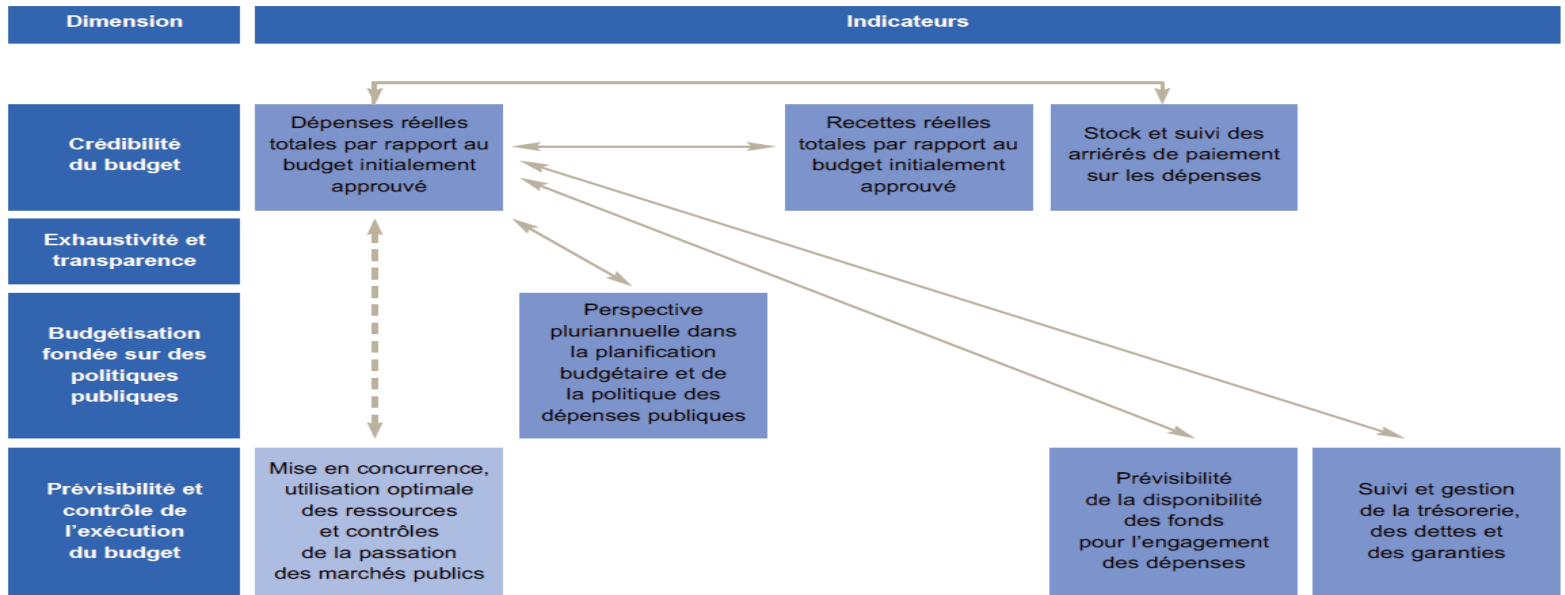 Dimension
Indicateurs
Crédibilité
du budget
Dépenses réelles
totales par rapport au
budget initialement
approuvé
Recettes réelles
totales par rapport au
budget initialement
approuvé
Stock et suivi des
arriérés de paiement
sur les dépenses
Exhaustivité et
transparence
Budgétisation
fondée sur des
politiques
publiques
Perspective
pluriannuelle dans
la planification
budgétaire et de
la politique des
dépenses publiques
Prévisibilité et
contrôle de
l’exécution
du budget
Mise en concurrence,
utilisation optimale
des ressources
et contrôles
de la passation
des marchés publics
Prévisibilité
de la disponibilité
des fonds
pour l’engagement
des dépenses
Suivi et gestion
de la trésorerie,
des dettes et
des garanties